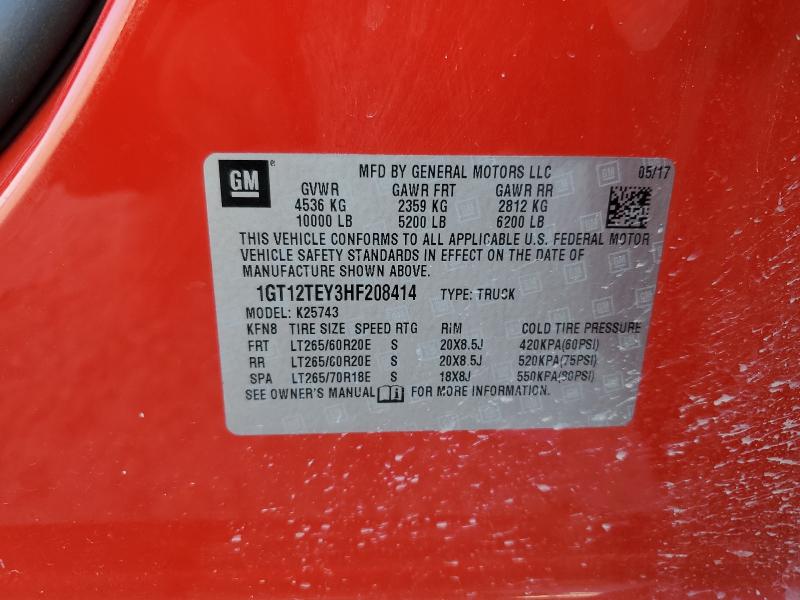 GM ®
MFD BY GENERAL MOTORS LLC 05/17
GVWR GAWR FRT GAWR RR
4536 KG 2359 KG 2812 KG
10000 LB 5200 LB 6200 LB
THIS VEHICLE CONFORMS TO ALL APPLICABLE U.S. FEDERAL MOTOR
VEHICLE SAFETY STANDARDS IN EFFECT ON THE DATE OF
MANUFACTURE SHOWN ABOVE.
1GT12TEY3HF208414 TYPE: TRUCK
MODEL: K25743
KFN8 TIRE SIZE SPEED RTG RIM COLD TIRE PRESSURE
FRT LT265/60R20E S 20X8.5J 420KPA(60PSI)
RR LT265/60R20E S 20X8.5J 520KPA(75PSI)
SPA LT265/70R18E S 18X8J 550KPA(80PSI)
SEE OWNER'S MANUAL FOR MORE INFORMATION.